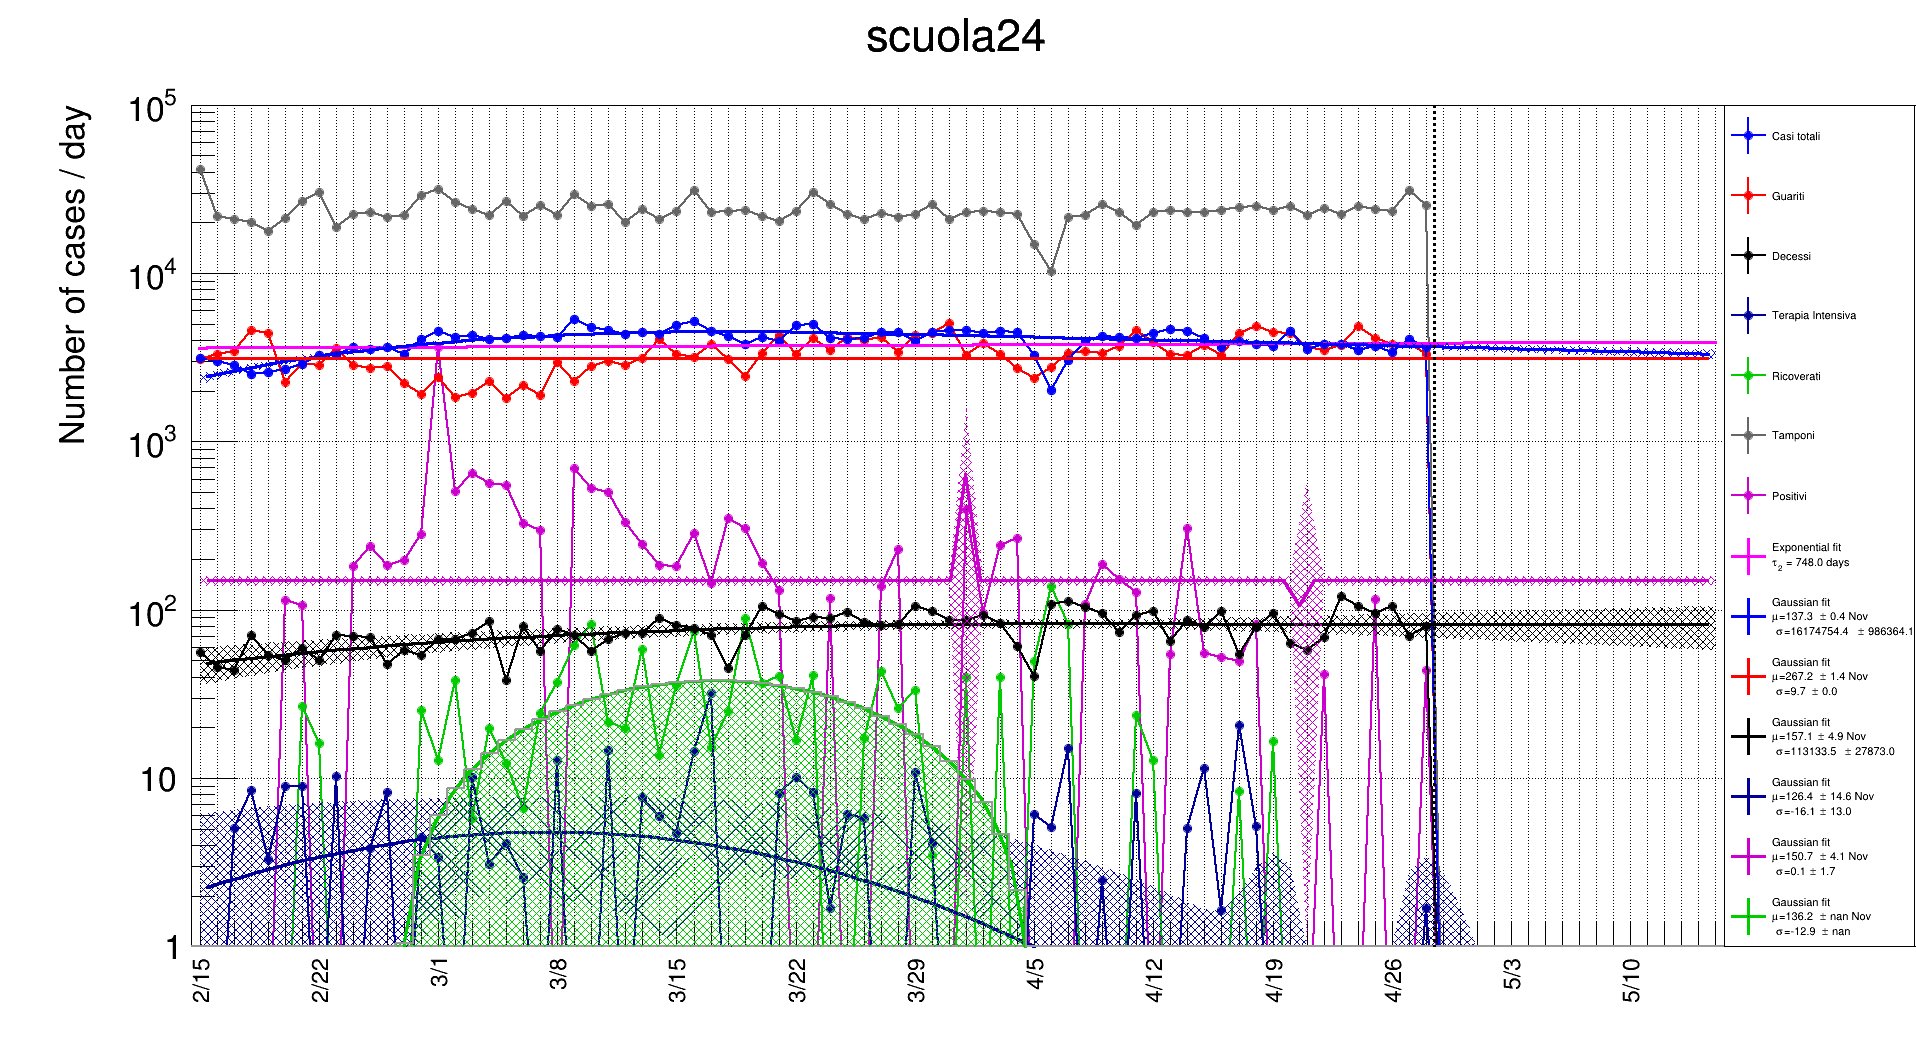 scuola24
Number of cases / day
10^5
10^4
10^3
10^2
10
1
2/15
2/22
3/1
3/8
3/15
3/22
3/29
4/5
4/12
4/19
4/26
5/3
5/10
Casi totali
Guariti
Decessi
Terapia Intensiva
Ricoverati
Tamponi
Positivi
Exponential fit
τ2 = 748.0 days
Gaussian fit
μ=137.3 ± 0.4 Nov
σ=16174754.4 ± 986364.1
Gaussian fit
μ=267.2 ± 1.4 Nov
σ=9.7 ± 0.0
Gaussian fit
μ=157.1 ± 4.9 Nov
σ=113133.5 ± 27873.0
Gaussian fit
μ=126.4 ± 14.6 Nov
σ=-16.1 ± 13.0
Gaussian fit
μ=150.7 ± 4.1 Nov
σ=0.1 ± 1.7
Gaussian fit
μ=136.2 ± nan Nov
σ=-12.9 ± nan